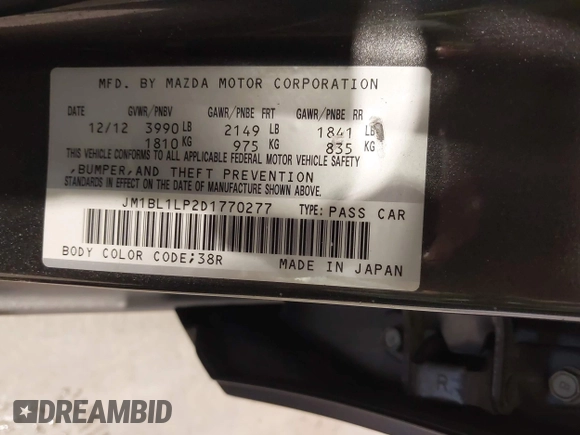 MFD. BY MAZDA MOTOR CORPORATION
DATE GVWR/PNBV GAWR/PNBE FRT GAWR/PNBE RR
12/12 3990 LB 2149 LB 1841 LB
1810 KG 975 KG 835 KG
THIS VEHICLE CONFORMS TO ALL APPLICABLE FEDERAL MOTOR VEHICLE SAFETY
,BUMPER,AND THEFT PREVENTION
STANDARDS IN EFFECT ON THE DATE OF MANUFACTURE SHOWN ABOVE.
JM1BL1LP2D1770277 TYPE: PASS CAR
BODY COLOR CODE;38R MADE IN JAPAN
R
DREAMBID